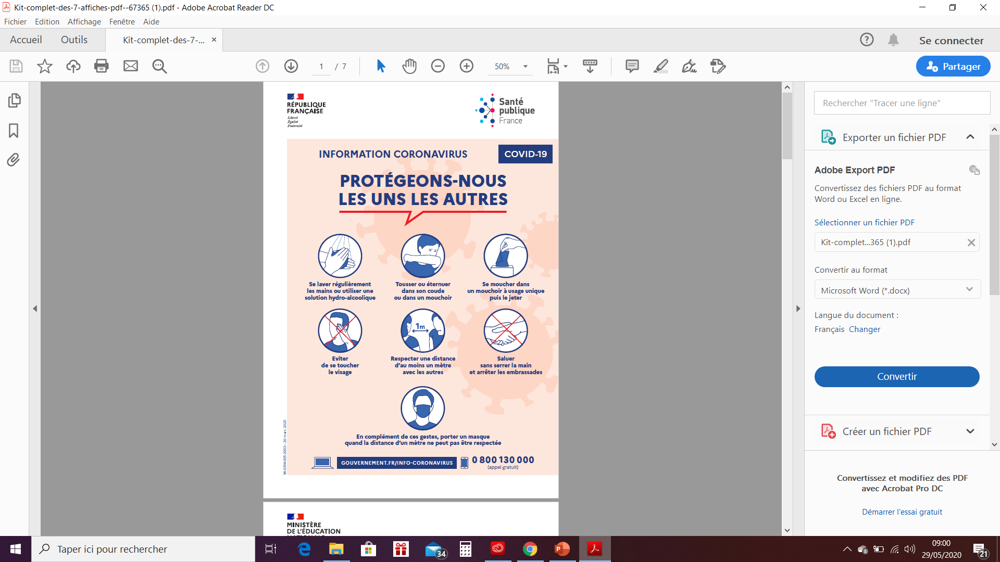 Kit-complet-des-7-affiches-pdf--67365 (1).pdf - Adobe Acrobat Reader DC
Fichier Edition Affichage Fenêtre Aide
Accueil Outils Kit-complet-des-7-... × Se connecter
1 / 7 50% Partager
RÉPUBLIQUE
FRANÇAISE
Liberté
Égalité
Fraternité
Santé
publique
France
INFORMATION CORONAVIRUS
COVID-19
PROTÉGEONS-NOUS
LES UNS LES AUTRES
Se laver régulièrement
les mains ou utiliser une
solution hydro-alcoolique
Tousser ou éternuer
dans son coude
ou dans un mouchoir
Se moucher dans
un mouchoir à usage unique
puis le jeter
Eviter
de se toucher
le visage
1m
Respecter une distance
d'au moins un mètre
avec les autres
Saluer
sans serrer la main
et arrêter les embrassades
En complément de ces gestes, porter un masque
quand la distance d'un mètre ne peut pas être respectée
GOUVERNEMENT.FR/INFO-CORONAVIRUS
0 800 130 000
(appel gratuit)
W-0314-001-2003 – 20 mars 2020
MINISTÈRE
DE L'ÉDUCATION
Rechercher "Tracer une ligne"
Exporter un fichier PDF
Adobe Export PDF
Convertissez des fichiers PDF au format
Word ou Excel en ligne.
Sélectionner un fichier PDF
Kit-complet...365 (1).pdf
Convertir au format
Microsoft Word (*.docx)
Langue du document :
Français Changer
Convertir
Créer un fichier PDF
Convertissez et modifiez des PDF
avec Acrobat Pro DC
Démarrer l'essai gratuit
Taper ici pour rechercher
34
09:00
29/05/2020
21